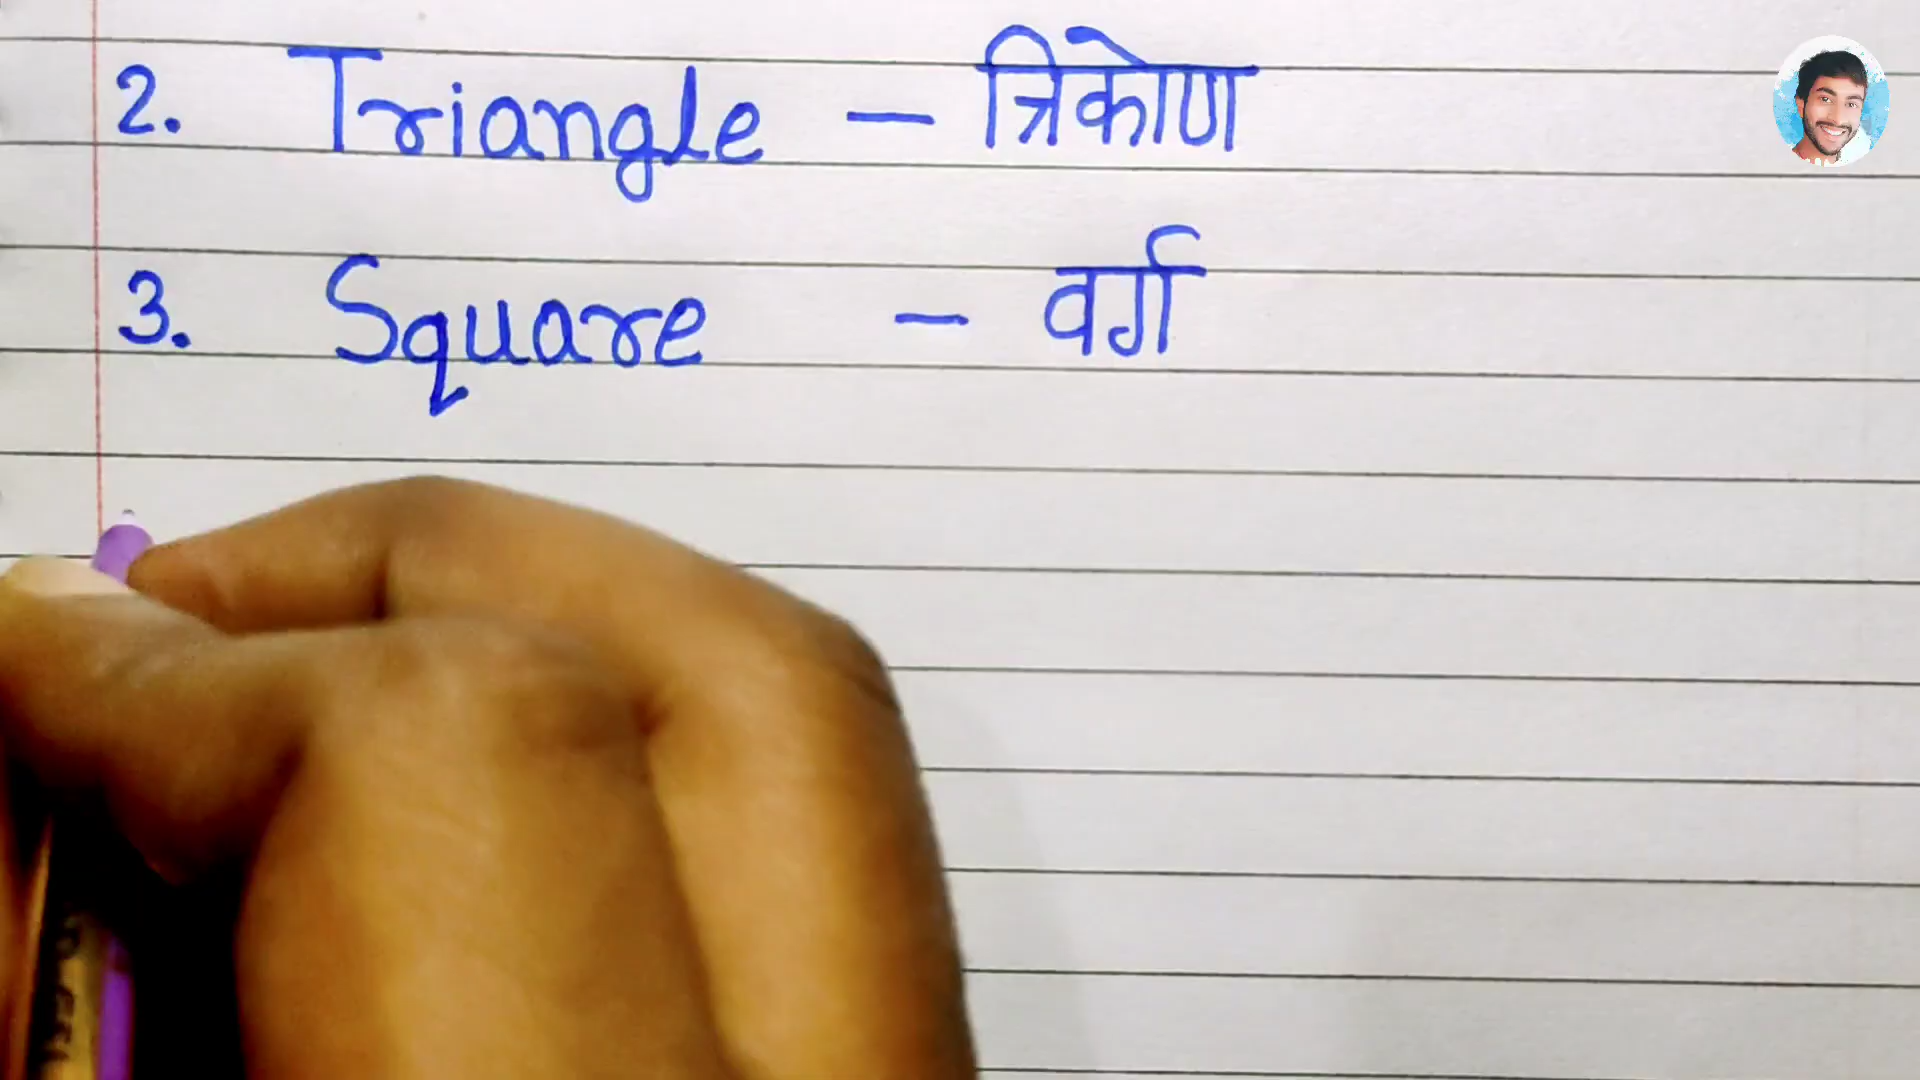 2. Triangle – त्रिकोण
3. Square – वर्ग